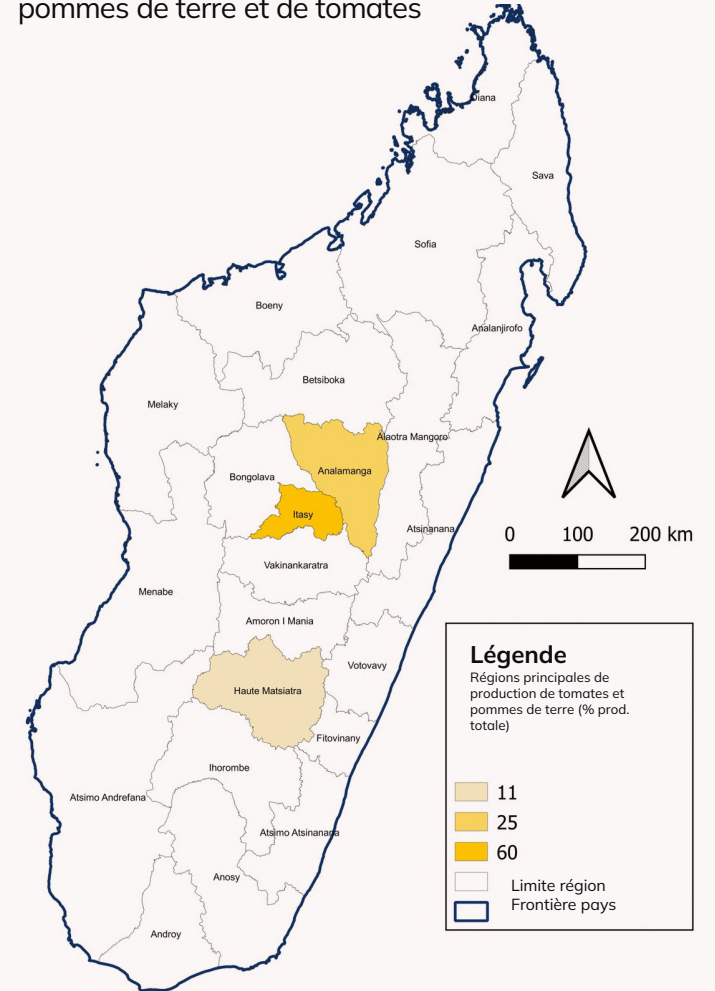 pommes de terre et de tomates
Diana
Sava
Sofia
Boeny
Analanjirofo
Betsiboka
Melaky
Alaotra Mangoro
Analamanga
Bongolava
Itasy
Atsinanana
0 100 200 km
Vakinankaratra
Menabe
Amoron I Mania
Votovavy
Haute Matsiatra
Fitovinany
Ihorombe
Atsimo Andrefana
Atsimo Atsinanana
Anosy
Androy
Légende
Régions principales de
production de tomates et
pommes de terre (% prod.
totale)
11
25
60
Limite région
Frontière pays